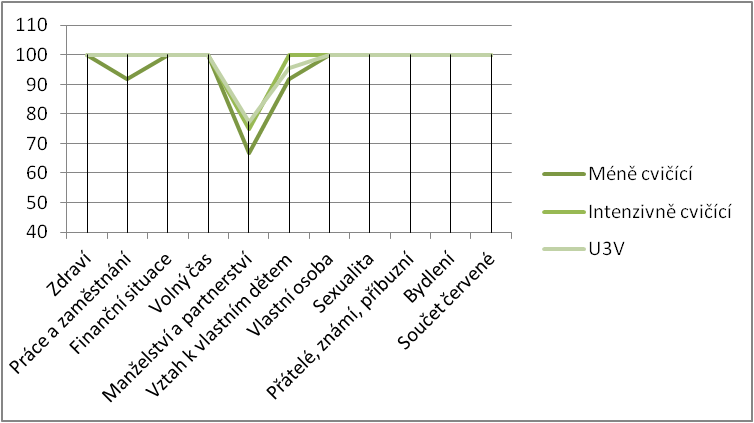 110
100
90
80
70
60
50
40
Zdraví
Práce a zaměstnání
Finanční situace
Volný čas
Manželství a partnerství
Vztah k vlastním dětem
Vlastní osoba
Sexualita
Přátelé, známí, příbuzní
Bydlení
Součet červené
Méně cvičící
Intenzivně cvičící
U3V